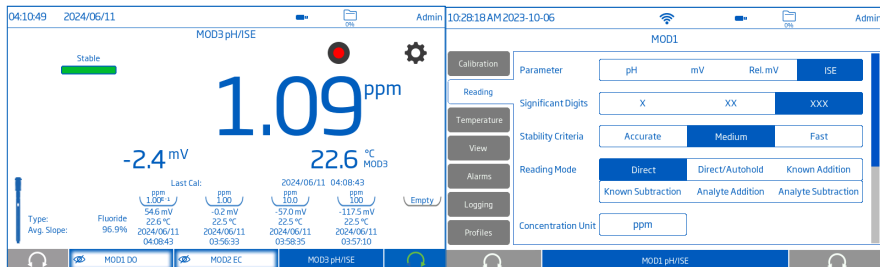 04:10:49 2024/06/11 0% Admin
MOD3 pH/ISE
Stable
1.09 ppm
-2.4 mV 22.6 °C MOD3
Last Cal: 2024/06/11 04:08:43
ppm ppm ppm ppm
1.00E-1 1.00 10.0 100 Empty
54.6 mV -0.2 mV -57.0 mV -117.5 mV
Type: Fluoride 22.6 °C 22.5 °C 22.5 °C 22.5 °C
Avg. Slope: 96.9% 2024/06/11 2024/06/11 2024/06/11 2024/06/11
04:08:43 03:56:33 03:58:35 03:57:10
MOD1 DO MOD2 EC MOD3 pH/ISE
10:28:18 AM 2023-10-06 0% Admi
MOD1
Calibration
Reading
Temperature
View
Alarms
Logging
Profiles
Parameter pH mV Rel. mV ISE
Significant Digits X XX XXX
Stability Criteria Accurate Medium Fast
Reading Mode Direct Direct/Autohold Known Addition
Known Subtraction Analyte Addition Analyte Subtraction
Concentration Unit ppm
MOD1 pH/ISE